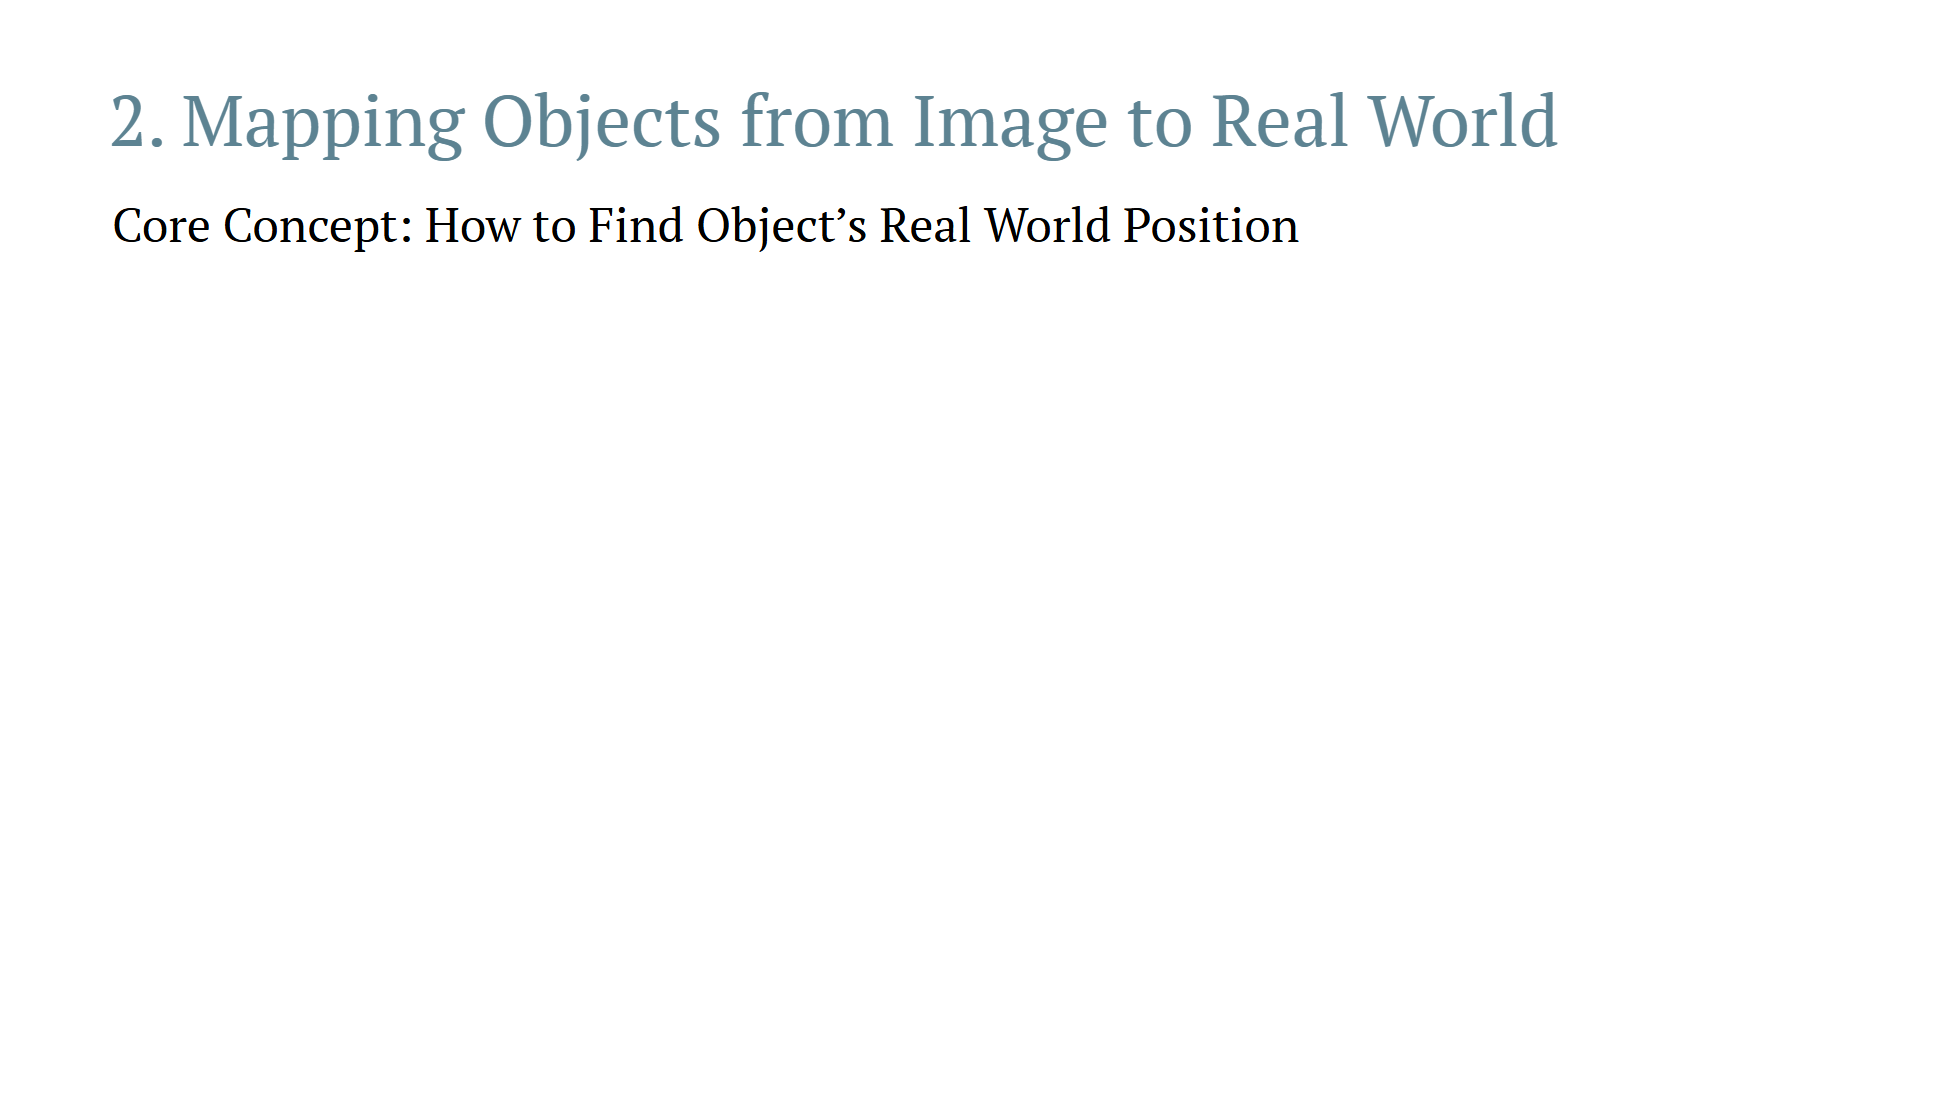 2. Mapping Objects from Image to Real World
Core Concept: How to Find Object’s Real World Position